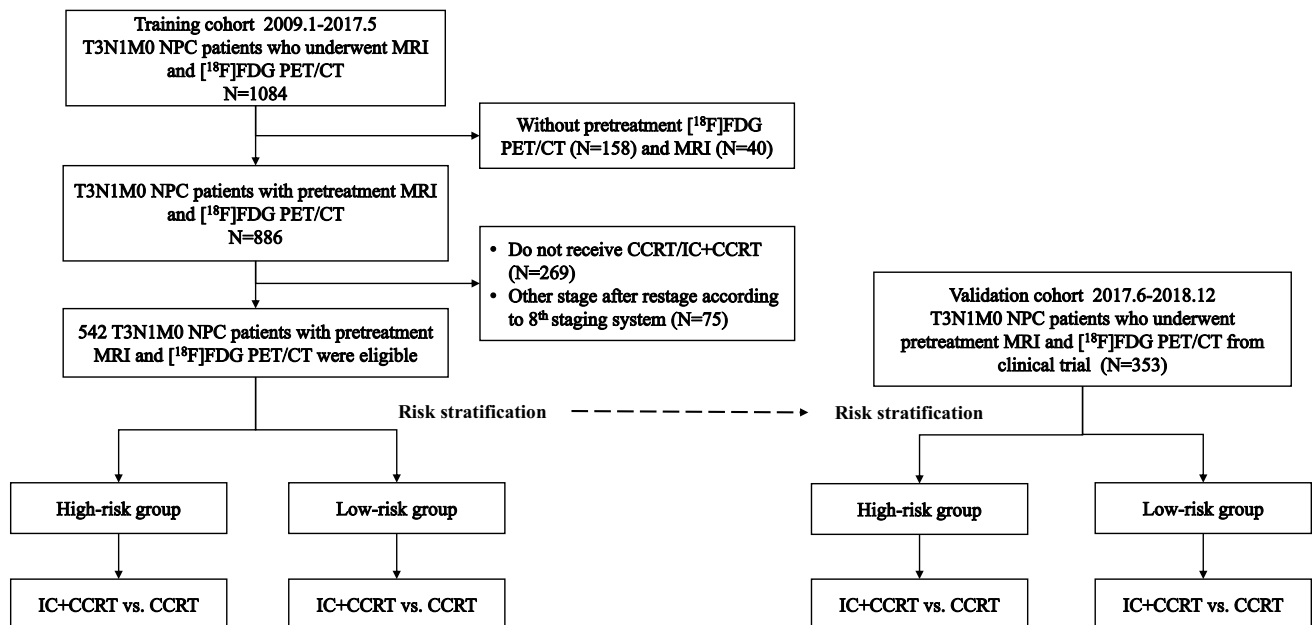 Training cohort 2009.1-2017.5
T3N1M0 NPC patients who underwent MRI
and [¹⁸F]FDG PET/CT
N=1084
Without pretreatment [¹⁸F]FDG
PET/CT (N=158) and MRI (N=40)
T3N1M0 NPC patients with pretreatment MRI
and [¹⁸F]FDG PET/CT
N=886
• Do not receive CCRT/IC+CCRT
(N=269)
• Other stage after restage according
to 8ᵗʰ staging system (N=75)
542 T3N1M0 NPC patients with pretreatment
MRI and [¹⁸F]FDG PET/CT were eligible
Validation cohort 2017.6-2018.12
T3N1M0 NPC patients who underwent
pretreatment MRI and [¹⁸F]FDG PET/CT from
clinical trial (N=353)
Risk stratification
Risk stratification
High-risk group
Low-risk group
High-risk group
Low-risk group
IC+CCRT vs. CCRT
IC+CCRT vs. CCRT
IC+CCRT vs. CCRT
IC+CCRT vs. CCRT